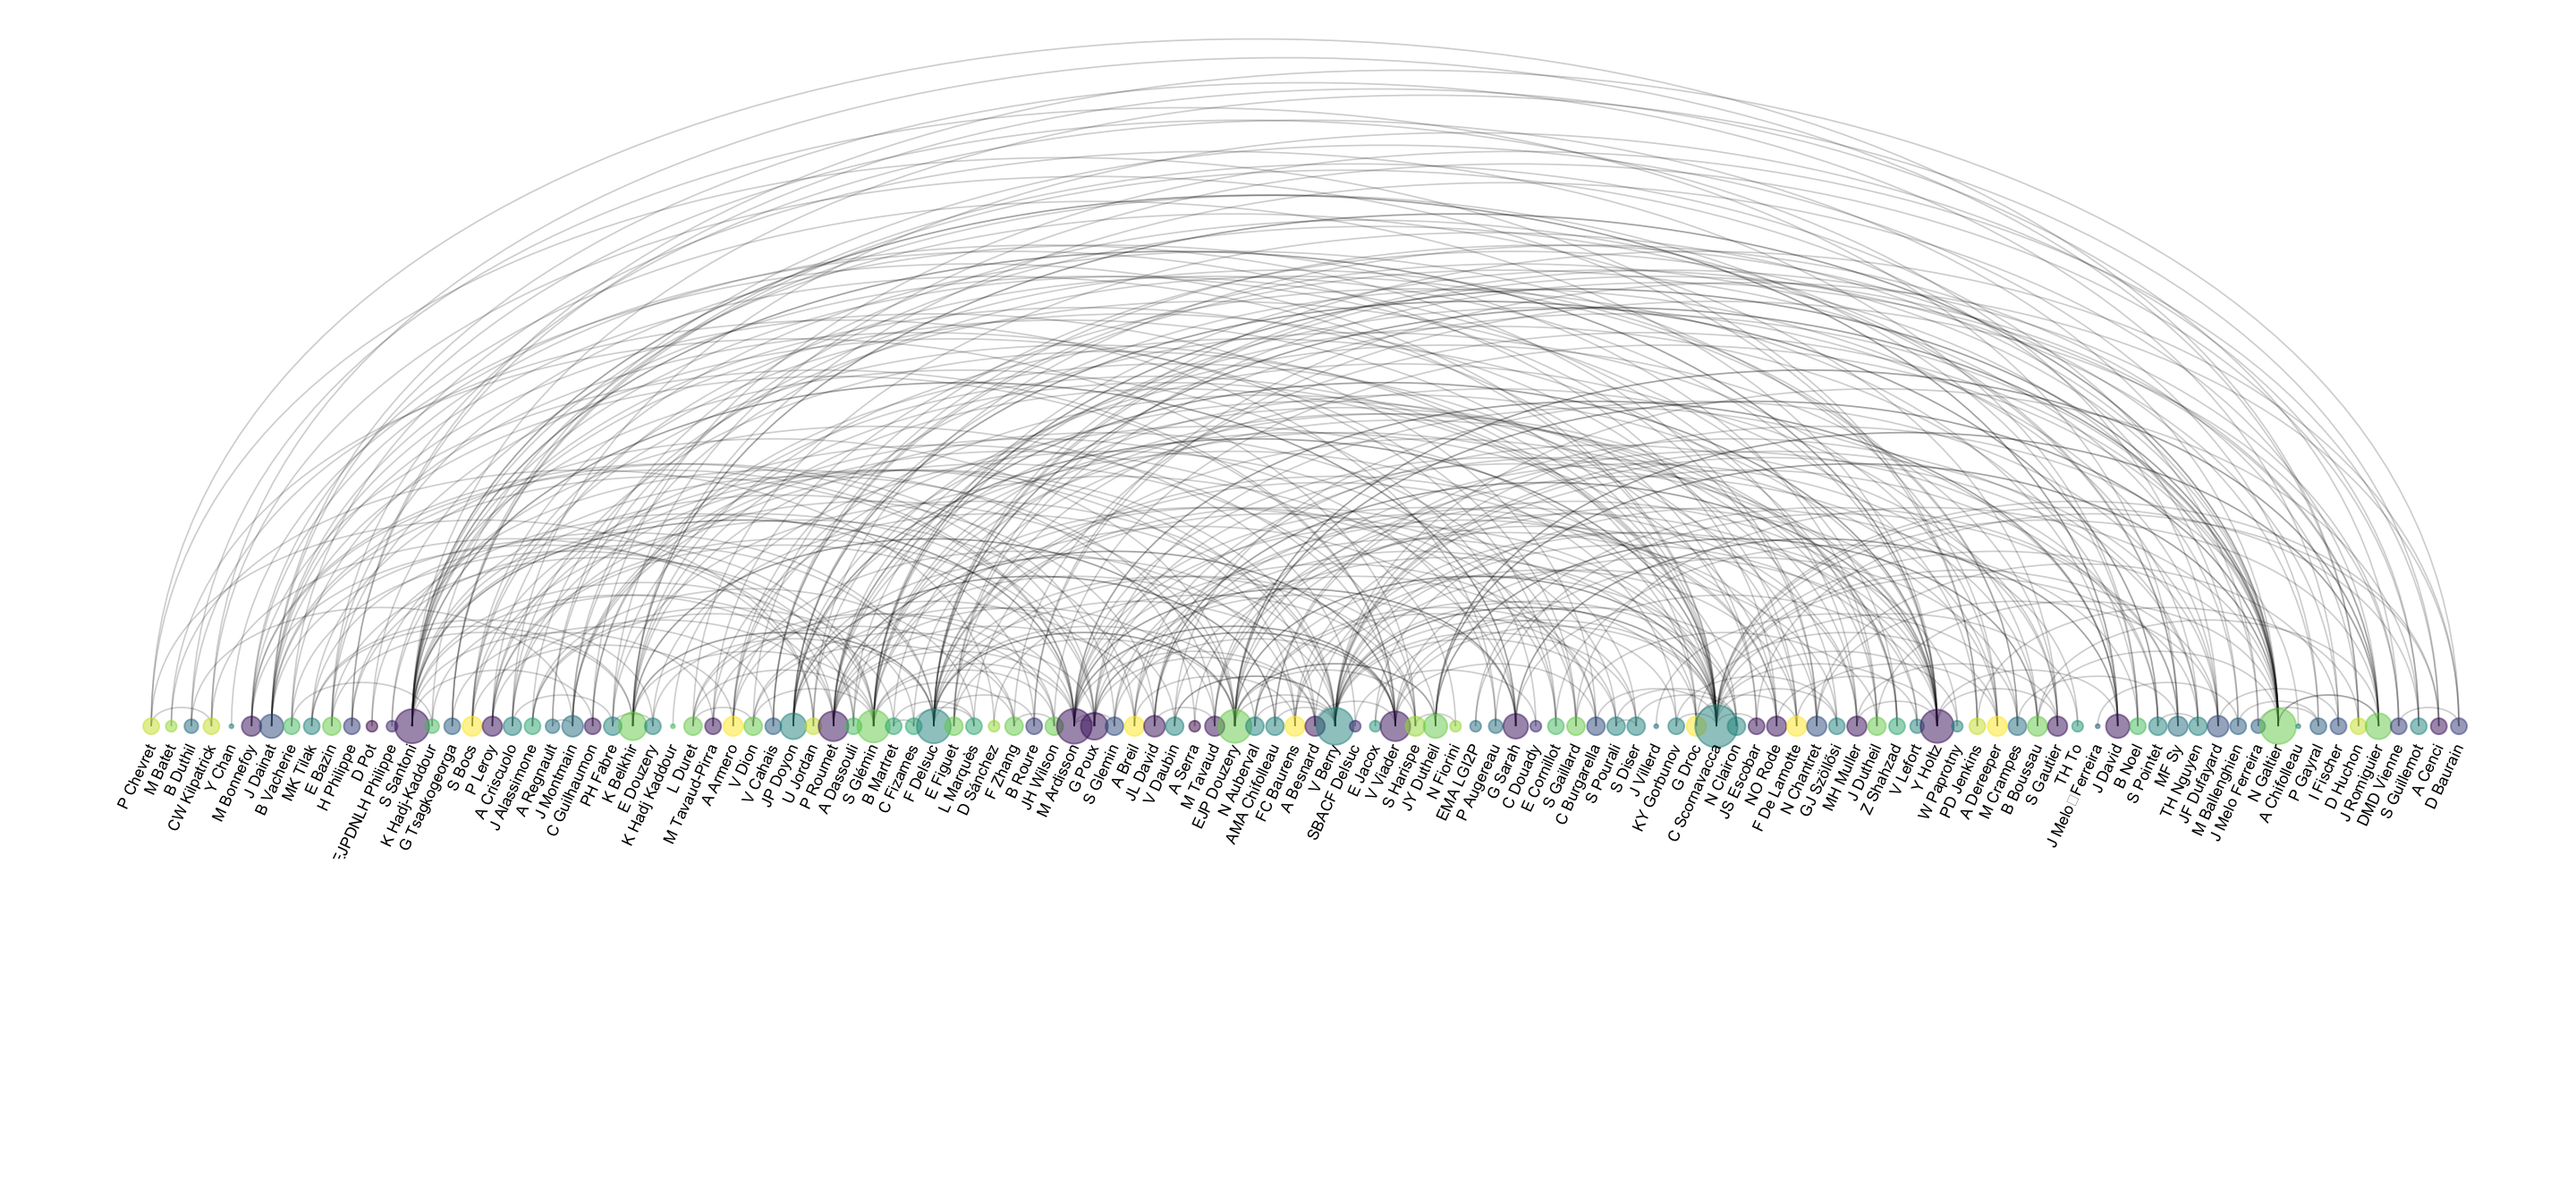 P Chevret
M Batet
B Duthil
CW Kilpatrick
Y Chan
M Bonnefoy
J Dainat
B Vacherie
MK Tilak
E Bazin
H Philippe
D Pot
EJPDNLH Philippe
S Santoni
K Hadj-Kaddour
G Tsagkogeorga
S Bocs
P Leroy
A Criscuolo
J Alassimone
A Regnault
J Montmain
C Guilhaumon
PH Fabre
K Belkhir
E Douzery
K Hadj Kaddour
L Duret
M Tavaud-Pirra
A Armero
V Dion
V Cahais
JP Doyon
U Jordan
P Roumet
A Dassouli
S Glémin
B Marttet
C Fizames
F Delsuc
E Figuet
L Marquès
D Sánchez
F Zhang
B Roure
JH Wilson
M Ardisson
G Poux
S Glemin
A Breil
JL David
V Daubin
A Serra
M Tavaud
EJP Douzery
N Auberval
AMA Chifolleau
FC Baurens
A Besnard
V Berry
SBACF Delsuc
E Jacox
V Viader
S Harispe
JY Dutheil
N Fiorini
EMA LGI2P
P Augereau
G Sarah
C Douady
E Cornillot
S Gaillard
C Burgarella
S Pourali
S Diser
J Villerd
KY Gorbunov
G Droc
C Scornavacca
N Clairon
JS Escobar
NO Rode
F De Lamotte
N Chantret
GJ Szöllősi
MH Muller
J Dutheil
Z Shahzad
V Lefort
Y Holtz
W Paprotny
PD Jenkins
A Dereeper
M Crampes
B Boussau
S Gautier
TH To
J Melo□Ferreira
J David
B Noel
S Pointet
MF Sy
TH Nguyen
JF Dufayard
M Ballenghien
J Melo Ferreira
N Galtier
A Chifolleau
P Gayral
I Fischer
D Huchon
J Romiguier
DMD Vienne
S Guillemot
A Cenci
D Baurain